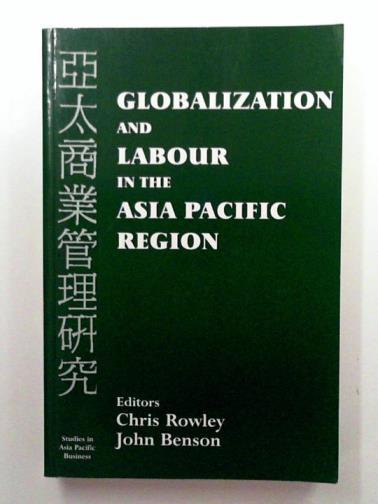 亞太商業管理研究
GLOBALIZATION
AND
LABOUR
IN THE
ASIA PACIFIC
REGION
Editors
Chris Rowley
John Benson
Studies in
Asia Pacific
Business